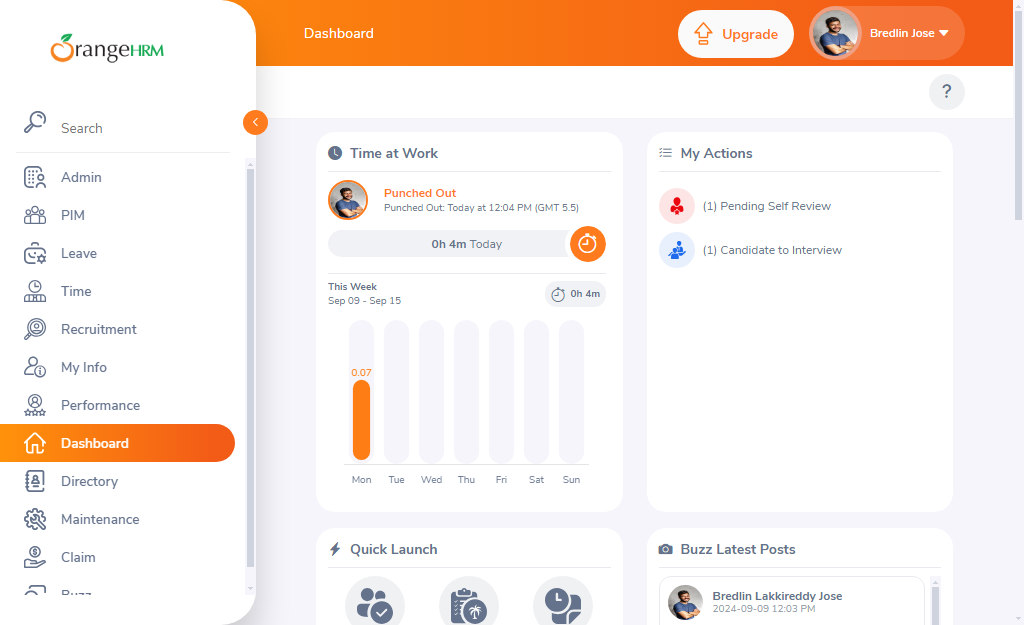 OrangeHRM
Dashboard
Upgrade
Bredlin Jose
?
Search
Admin
PIM
Leave
Time
Recruitment
My Info
Performance
Dashboard
Directory
Maintenance
Claim
Buzz
Time at Work
Punched Out
Punched Out: Today at 12:04 PM (GMT 5.5)
0h 4m Today
This Week
Sep 09 - Sep 15
0h 4m
0.07
Mon Tue Wed Thu Fri Sat Sun
My Actions
(1) Pending Self Review
(1) Candidate to Interview
Quick Launch
Buzz Latest Posts
Bredlin Lakkireddy Jose
2024-09-09 12:03 PM